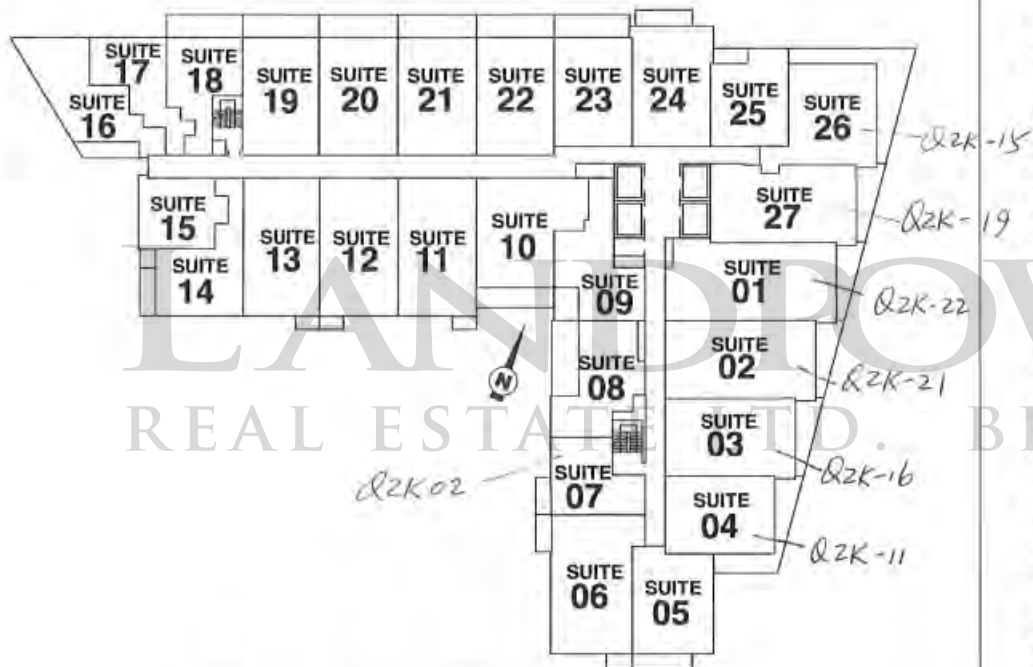 SUITE 17
SUITE 18
SUITE 19
SUITE 20
SUITE 21
SUITE 22
SUITE 23
SUITE 24
SUITE 25
SUITE 26
SUITE 16
Q2K-15
SUITE 15
SUITE 27
Q2K-19
SUITE 14
SUITE 13
SUITE 12
SUITE 11
SUITE 10
SUITE 09
SUITE 01
Q2K-22
N
SUITE 08
SUITE 02
Q2K-21
SUITE 03
Q2K-16
Q2K02
SUITE 07
SUITE 04
Q2K-11
SUITE 06
SUITE 05
REAL ESTATE LTD.